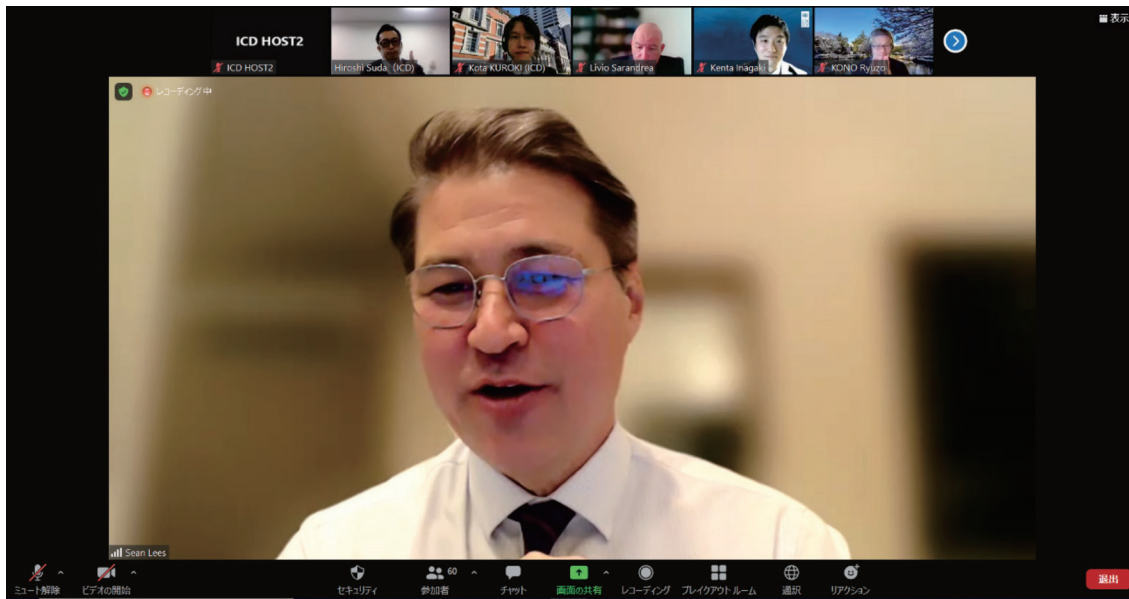 ICD HOST2
ICD HOST2
Hiroshi Suda (ICD)
Kota KUROKI (ICD)
Livio Sarandrea
Kenta Inagaki
KONO Ryuzo
表示
レコーディング中
Sean Lees
ミュート解除
ビデオの開始
セキュリティ
60
参加者
チャット
画面の共有
レコーディング
ブレイクアウト ルーム
通訳
リアクション
退出